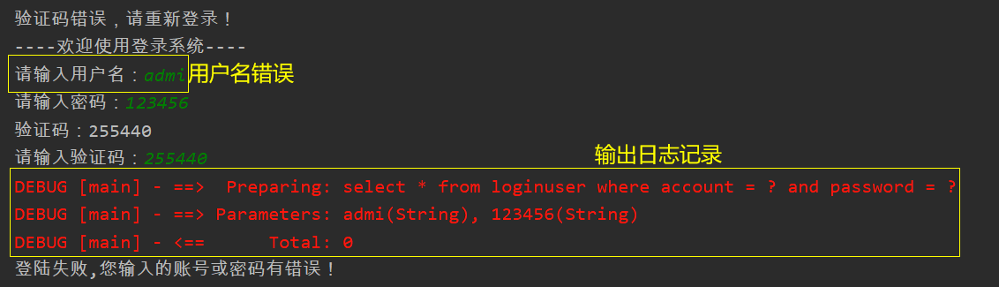 验证码错误，请重新登录！
----欢迎使用登录系统----
请输入用户名：admi 用户名错误
请输入密码：123456
验证码：255440
请输入验证码：255440
输出日志记录
DEBUG [main] - ==>  Preparing: select * from loginuser where account = ? and password = ?
DEBUG [main] - ==> Parameters: admi(String), 123456(String)
DEBUG [main] - <==      Total: 0
登陆失败,您输入的账号或密码有错误！